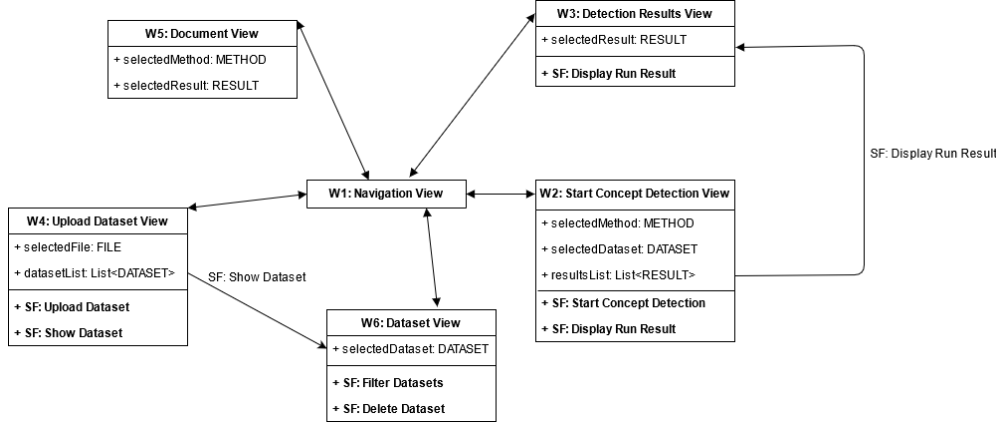 W5: Document View
+ selectedMethod: METHOD
+ selectedResult: RESULT
W3: Detection Results View
+ selectedResult: RESULT
+ SF: Display Run Result
SF: Display Run Result
W1: Navigation View
W2: Start Concept Detection View
+ selectedMethod: METHOD
+ selectedDataset: DATASET
+ resultsList: List<RESULT>
+ SF: Start Concept Detection
+ SF: Display Run Result
W4: Upload Dataset View
+ selectedFile: FILE
+ datasetList: List<DATASET>
+ SF: Upload Dataset
+ SF: Show Dataset
SF: Show Dataset
W6: Dataset View
+ selectedDataset: DATASET
+ SF: Filter Datasets
+ SF: Delete Dataset